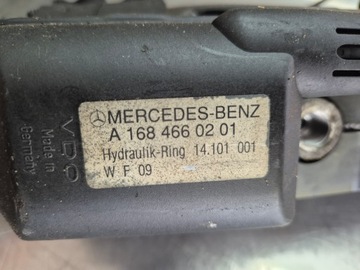 MERCEDES-BENZ
A 168 466 02 01
Hydraulik-Ring 14.101 001
W F 09
VDO
Made in
Germany